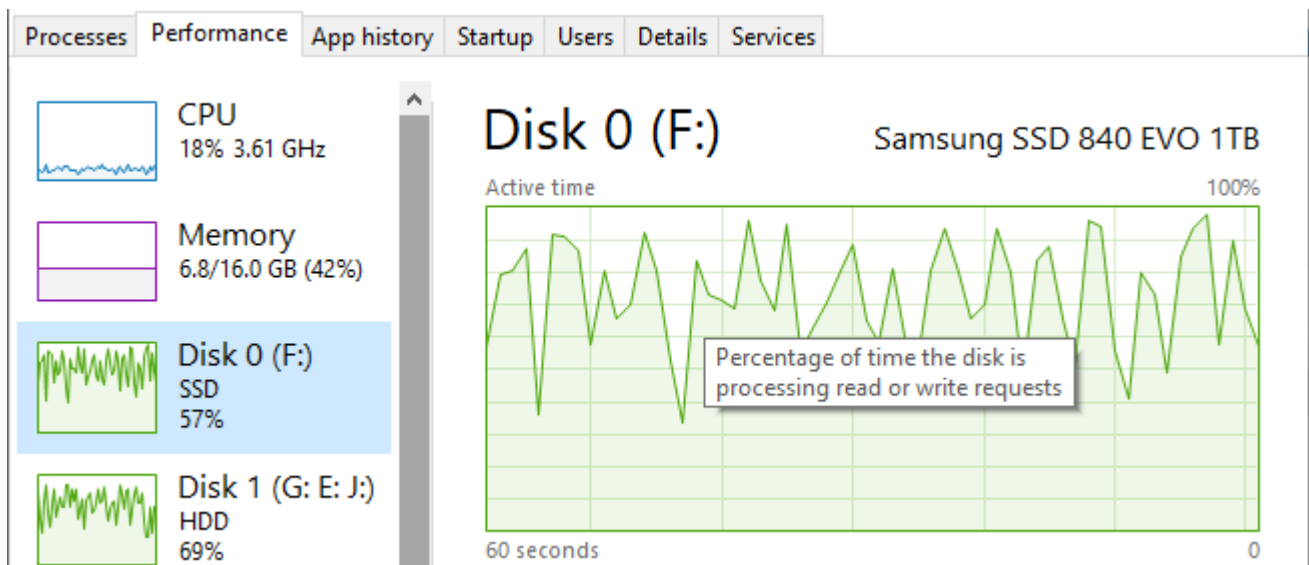 Processes Performance App history Startup Users Details Services
CPU
18% 3.61 GHz
Memory
6.8/16.0 GB (42%)
Disk 0 (F:)
SSD
57%
Disk 1 (G: E: J:)
HDD
69%
Disk 0 (F:) Samsung SSD 840 EVO 1TB
Active time 100%
Percentage of time the disk is
processing read or write requests
60 seconds 0